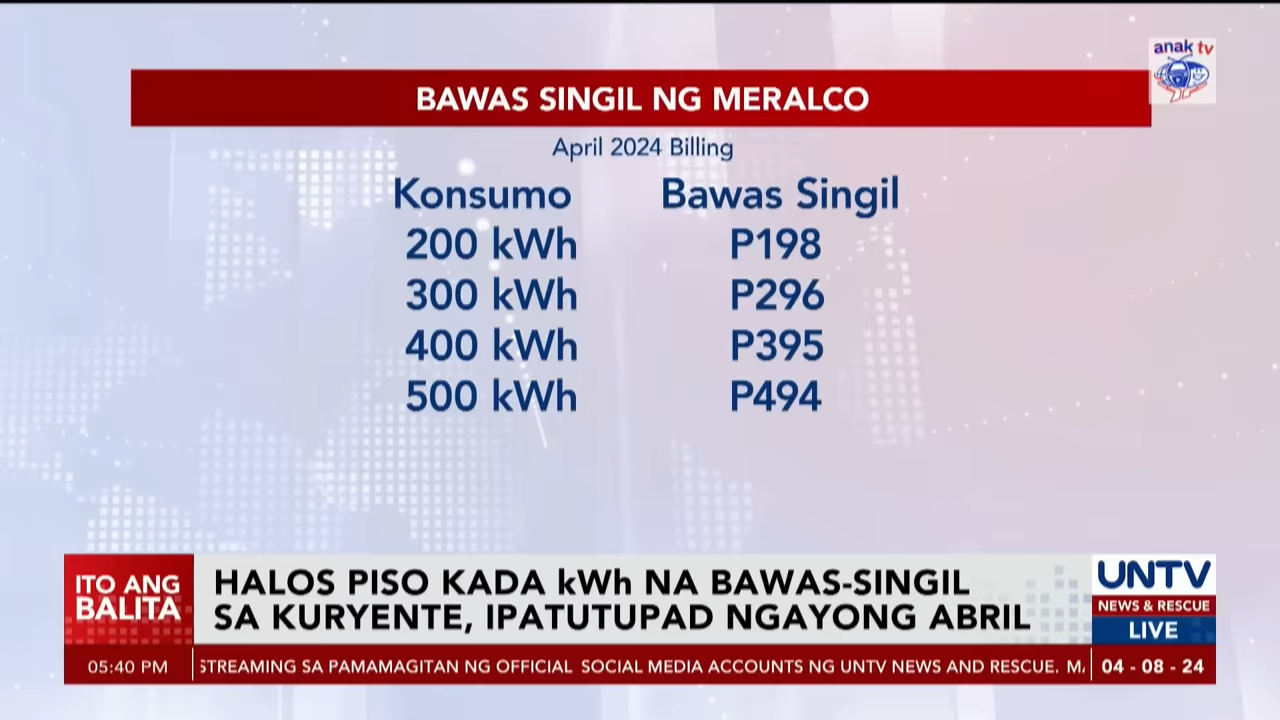 anak tv
BAWAS SINGIL NG MERALCO
April 2024 Billing
Konsumo Bawas Singil
200 kWh P198
300 kWh P296
400 kWh P395
500 kWh P494
ITO ANG
BALITA
HALOS PISO KADA kWh NA BAWAS-SINGIL
SA KURYENTE, IPATUTUPAD NGAYONG ABRIL
UNTV
NEWS & RESCUE
LIVE
05:40 PM
STREAMING SA PAMAMAGITAN NG OFFICIAL SOCIAL MEDIA ACCOUNTS NG UNTV NEWS AND RESCUE.
04 - 08 - 24